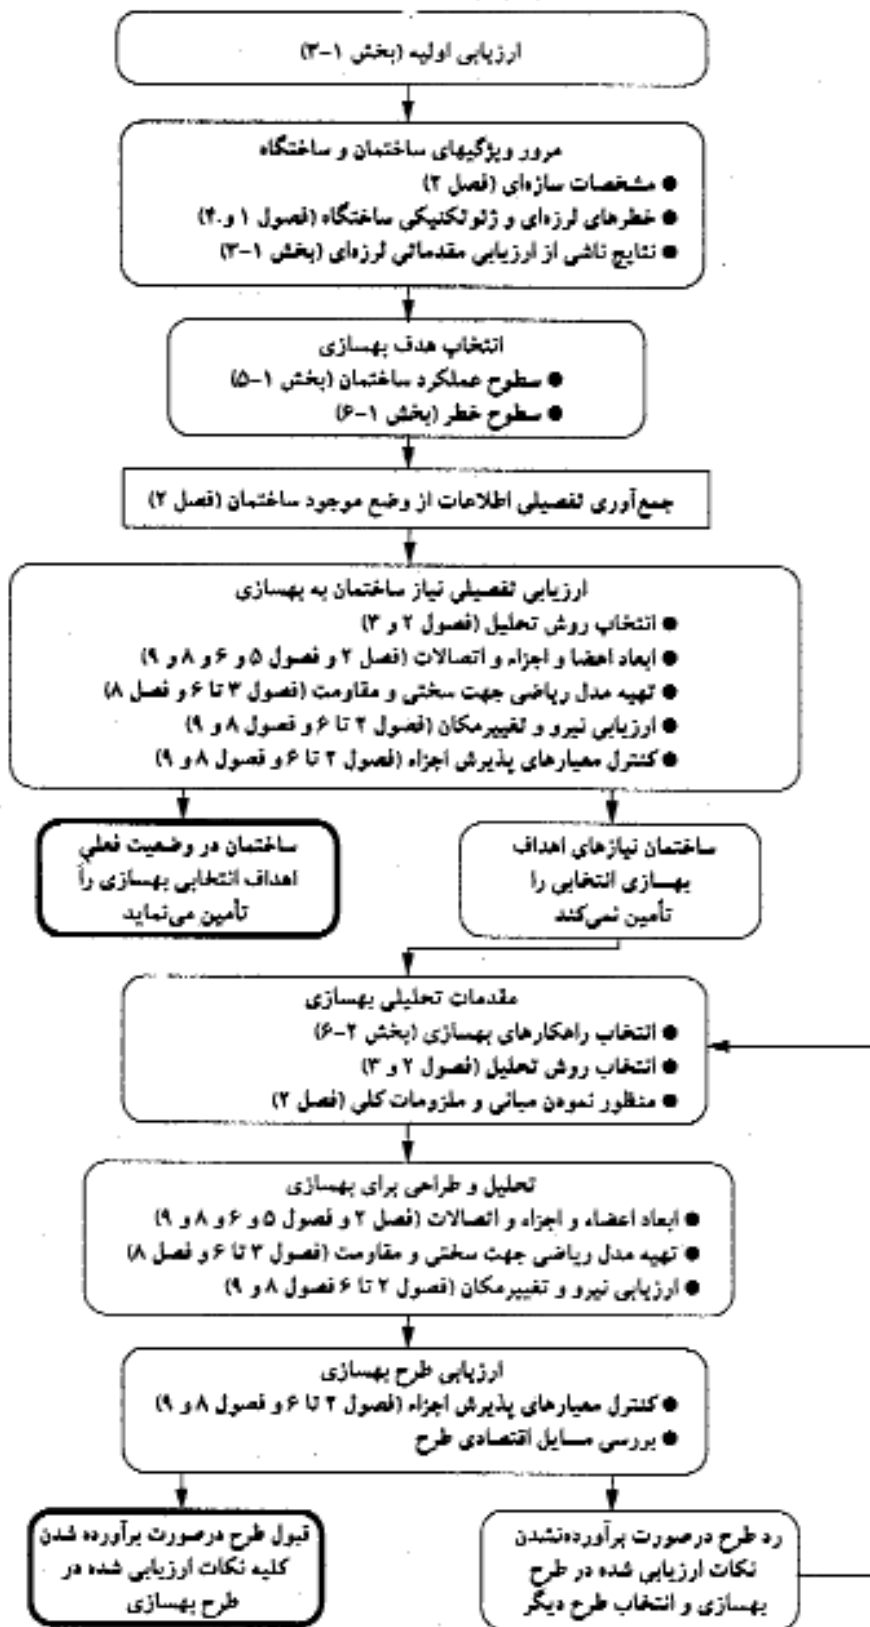 ارزیابی اولیه (بخش ۱-۳)
مرور ویژگیهای ساختمان و ساختگاه
● مشخصات سازه‌ای (فصل ۲)
● خطرهای لرزه‌ای و ژئوتکنیکی ساختگاه (فصول ۱ و ۴)
● نتایج ناشی از ارزیابی مقدماتی لرزه‌ای (بخش ۱-۳)
انتخاب هدف بهسازی
● سطوح عملکرد ساختمان (بخش ۱-۵)
● سطوح خطر (بخش ۱-۶)
جمع‌آوری تفصیلی اطلاعات از وضع موجود ساختمان (فصل ۲)
ارزیابی تفصیلی نیاز ساختمان به بهسازی
● انتخاب روش تحلیل (فصول ۲ و ۳)
● ابعاد اعضا و اجزاء و اتصالات (فصل ۲ و فصول ۵ و ۶ و ۸ و ۹)
● تهیه مدل ریاضی جهت سختی و مقاومت (فصول ۳ تا ۶ و فصل ۸)
● ارزیابی نیرو و تغییرمکان (فصول ۲ تا ۶ و فصول ۸ و ۹)
● کنترل معیارهای پذیرش اجزاء (فصول ۲ تا ۶ و فصول ۸ و ۹)
ساختمان نیازهای اهداف
بهسازی انتخابی را
تأمین نمی‌کند
ساختمان در وضعیت فعلی
اهداف انتخابی بهسازی را
تأمین می‌نماید
مقدمات تحلیلی بهسازی
● انتخاب راهکارهای بهسازی (بخش ۲-۶)
● انتخاب روش تحلیل (فصول ۲ و ۳)
● منظور نمودن مبانی و ملزومات کلی (فصل ۲)
تحلیل و طراحی برای بهسازی
● ابعاد اعضاء و اجزاء و اتصالات (فصل ۲ و فصول ۵ و ۶ و ۸ و ۹)
● تهیه مدل ریاضی جهت سختی و مقاومت (فصول ۳ تا ۶ و فصل ۸)
● ارزیابی نیرو و تغییرمکان (فصول ۲ تا ۶ فصول ۸ و ۹)
ارزیابی طرح بهسازی
● کنترل معیارهای پذیرش اجزاء (فصول ۲ تا ۶ و فصول ۸ و ۹)
● بررسی مسایل اقتصادی طرح
رد طرح درصورت برآورده‌نشدن
نکات ارزیابی شده در طرح
بهسازی و انتخاب طرح دیگر
قبول طرح درصورت برآورده شدن
کلیه نکات ارزیابی شده در
طرح بهسازی